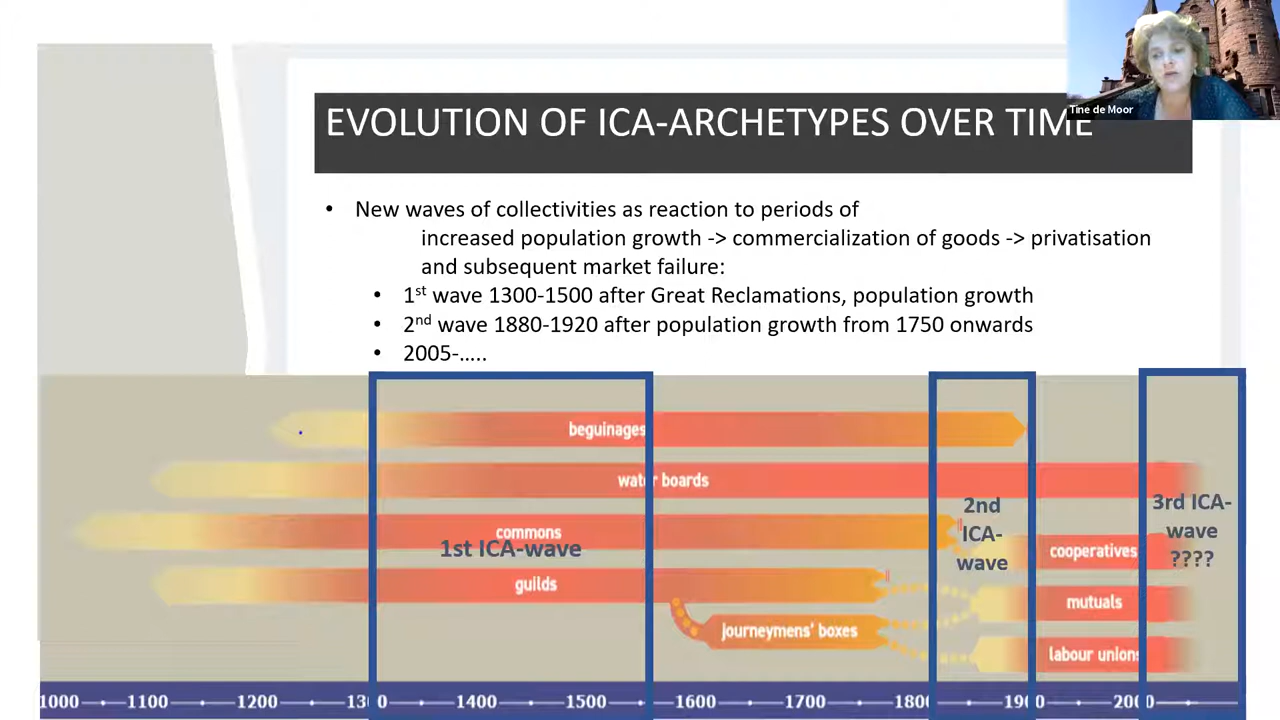 Tine de Moor
EVOLUTION OF ICA-ARCHETYPES OVER TIME
• New waves of collectivities as reaction to periods of
increased population growth -> commercialization of goods -> privatisation
and subsequent market failure:
• 1st wave 1300-1500 after Great Reclamations, population growth
• 2nd wave 1880-1920 after population growth from 1750 onwards
• 2005-…..
beguinages
water boards
commons
1st ICA-wave
guilds
journeymens' boxes
2nd
ICA-
wave
cooperatives
mutuals
labour unions
3rd ICA-
wave
????
1000 1100 1200 1300 1400 1500 1600 1700 1800 1900 2000